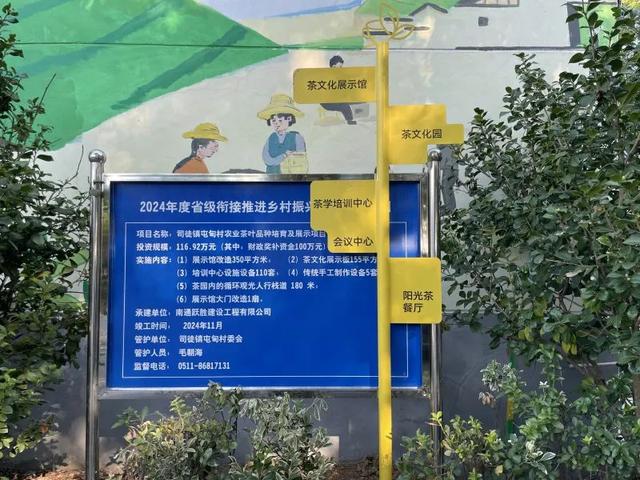 茶文化展示馆
茶文化园
茶学培训中心
会议中心
阳光茶
餐厅
2024年度省级衔接推进乡村振
项目名称：司徒镇屯甸村农业茶叶品种培育及展示项目
投资规模：116.92万元（其中，财政奖补资金100万元）
实施内容：（1）展示馆改造350平方米；（2）茶文化展示板155平方
（3）培训中心设施设备110套；（4）传统手工制作设备5套
（5）茶园内的循环观光人行栈道 180 米；
（6）展示馆大门改造1扇。
承建单位：南通跃胜建设工程有限公司
竣工时间： 2024年11月
管护单位： 司徒镇屯甸村委会
管护人员： 毛朝海
监督电话： 0511-86817131